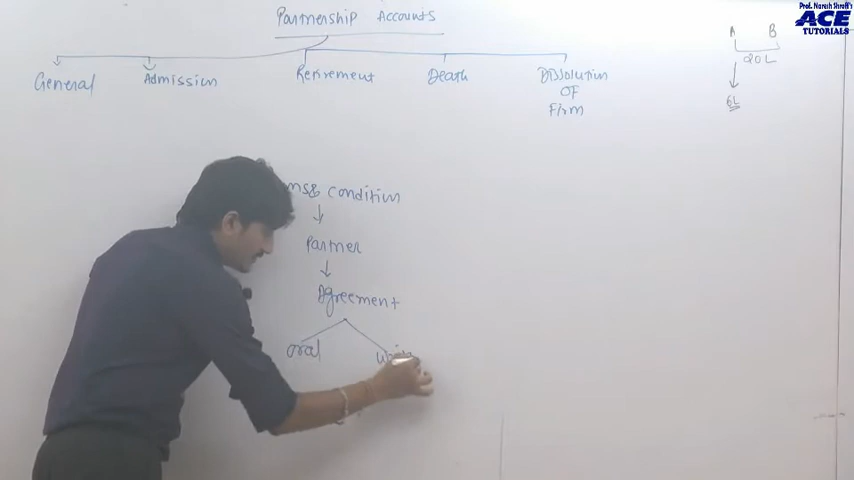 Partnership Accounts
General Admission Retirement Death Dissolution
OF
Firm
A B
20L
6L
& condition
Partner
Agreement
oral
Prof. Naresh Shroff's
ACE
TUTORIALS